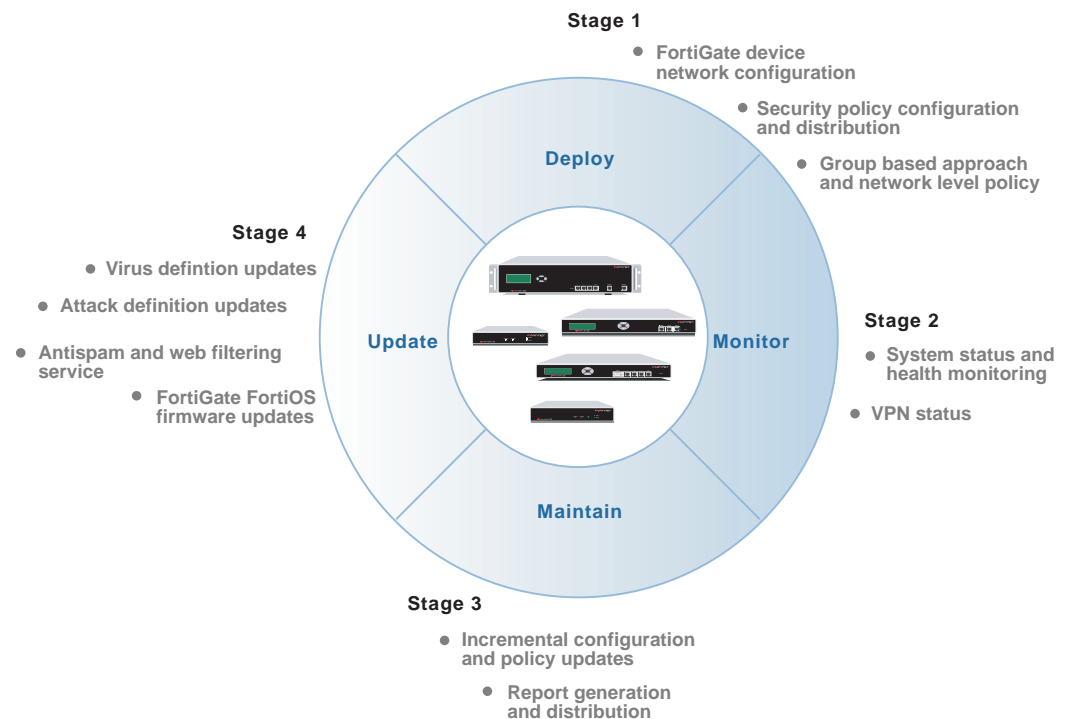 Stage 1
FortiGate device
network configuration
Security policy configuration
and distribution
Group based approach
and network level policy
Deploy
Stage 4
Virus defintion updates
Attack definition updates
Antispam and web filtering
service
FortiGate FortiOS
firmware updates
Update
Monitor
Stage 2
System status and
health monitoring
VPN status
Maintain
Stage 3
Incremental configuration
and policy updates
Report generation
and distribution